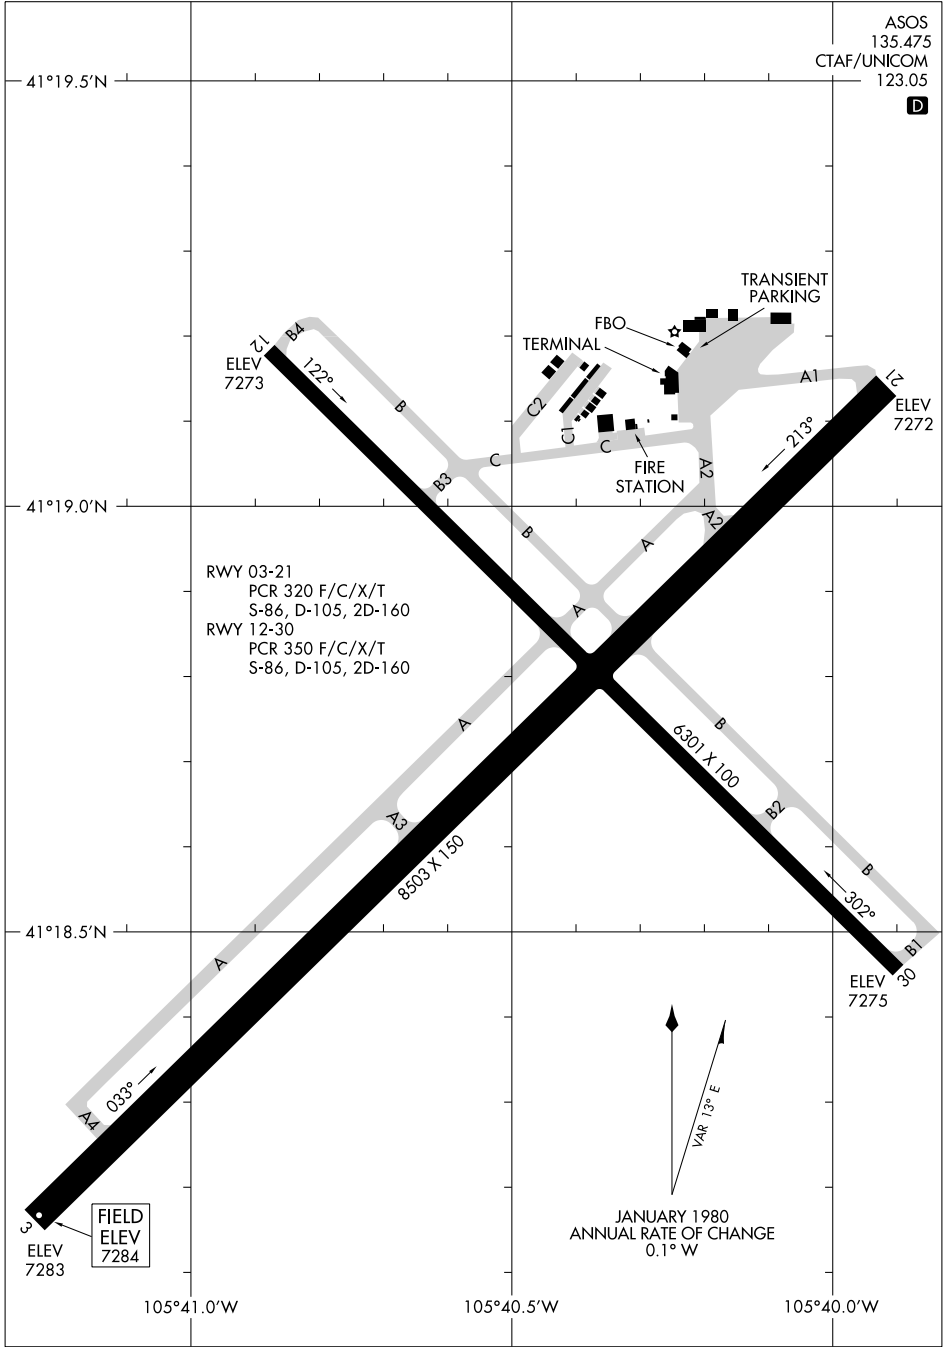 ASOS
135.475
CTAF/UNICOM
123.05
D
41°19.5'N
TRANSIENT
PARKING
FBO
TERMINAL
B4
12
ELEV
7273
122°
B
A1
21
ELEV
7272
213°
C2
C1
C
C
FIRE
STATION
A2
B3
41°19.0'N
A2
B
A
RWY 03-21
PCR 320 F/C/X/T
S-86, D-105, 2D-160
RWY 12-30
PCR 350 F/C/X/T
S-86, D-105, 2D-160
A
A
B
6301 X 100
B2
A3
8503 X 150
B
302°
41°18.5'N
A
B1
30
ELEV
7275
033°
A4
VAR 13° E
3
ELEV
7283
FIELD
ELEV
7284
JANUARY 1980
ANNUAL RATE OF CHANGE
0.1° W
105°41.0'W
105°40.5'W
105°40.0'W